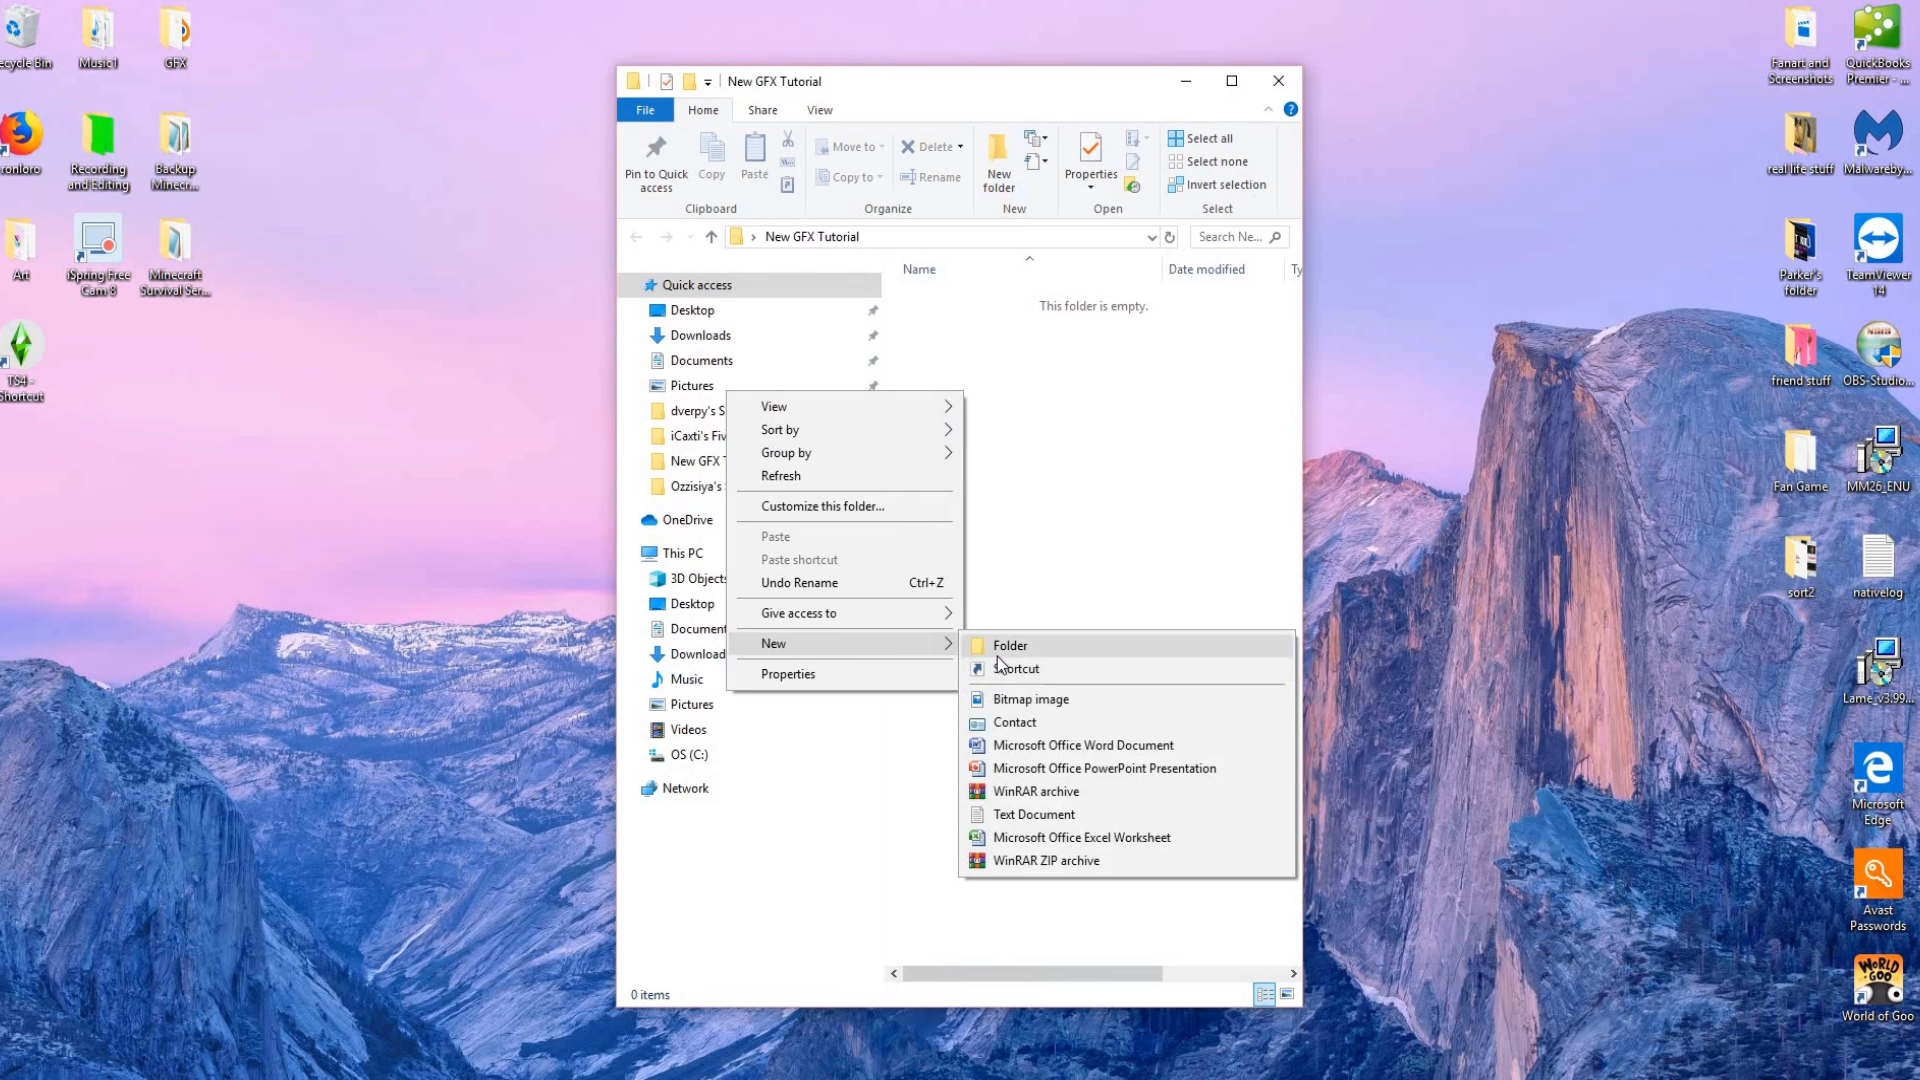 ecycle Bin
Music1
GFX
ronloro
Recording
and Editing
Backup
Minecr...
Art
iSpring Free
Cam 8
Minecraft
Survival Ser...
TS4 -
Shortcut
New GFX Tutorial
File
Home
Share
View
Pin to Quick
access
Copy
Paste
Clipboard
Move to
Copy to
Delete
Rename
Organize
New
folder
New
Properties
Open
Select all
Select none
Invert selection
Select
New GFX Tutorial
Search Ne...
Name
Date modified
Ty
This folder is empty.
Quick access
Desktop
Downloads
Documents
Pictures
dverpy's S
iCaxti's Fiv
New GFX T
Ozzisiya's
OneDrive
This PC
3D Objects
Desktop
Document
Download
Music
Pictures
Videos
OS (C:)
Network
View
Sort by
Group by
Refresh
Customize this folder...
Paste
Paste shortcut
Undo Rename Ctrl+Z
Give access to
New
Properties
Folder
Shortcut
Bitmap image
Contact
Microsoft Office Word Document
Microsoft Office PowerPoint Presentation
WinRAR archive
Text Document
Microsoft Office Excel Worksheet
WinRAR ZIP archive
0 items
Fanart and
Screenshots
QuickBooks
Premier - ...
real life stuff
Malwareby...
Parker's
folder
TeamViewer
14
friend stuff
OBS-Studio...
Fan Game
MM26_ENU
sort2
nativelog
Lame_v3.99...
Microsoft
Edge
Avast
Passwords
WORLD
of GOO
World of Goo